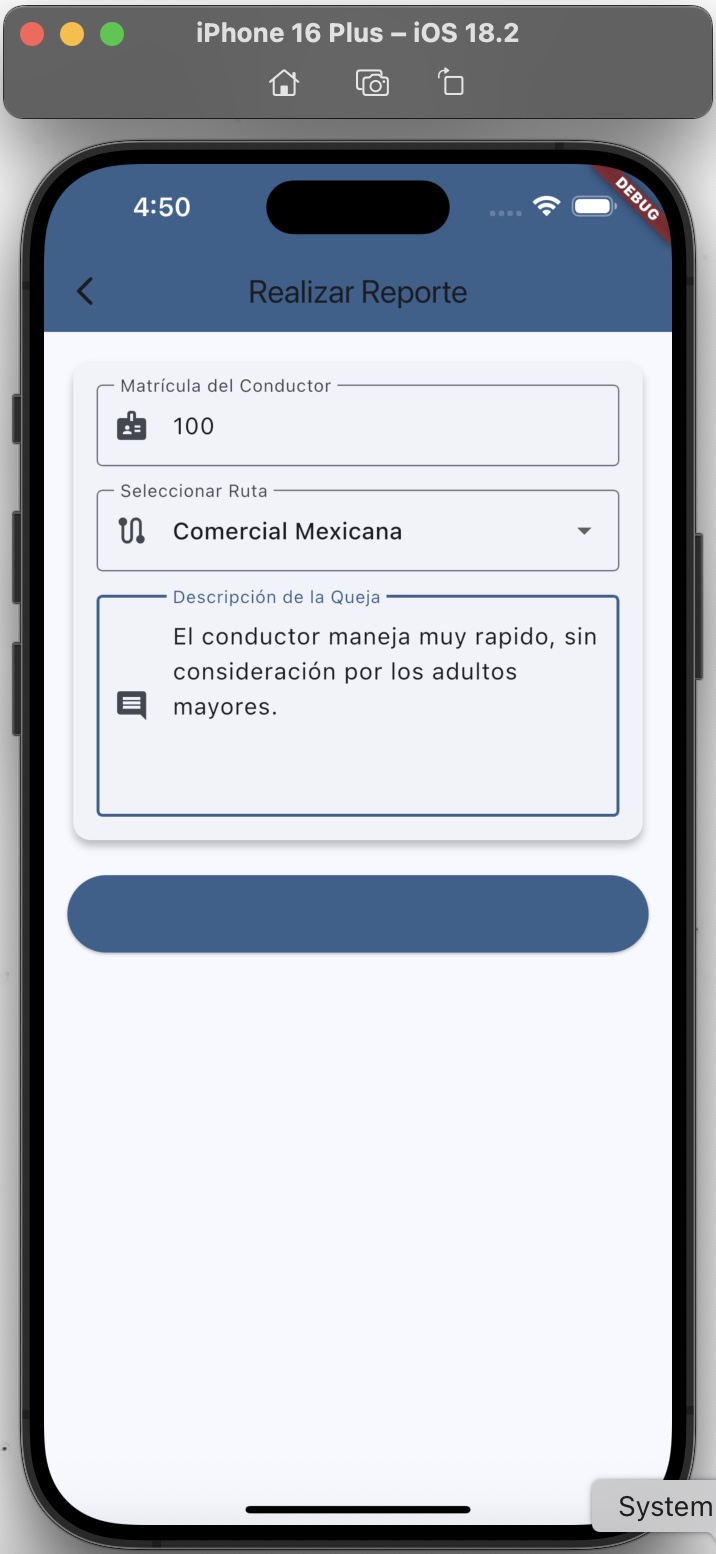 iPhone 16 Plus – iOS 18.2
4:50
DEBUG
Realizar Reporte
Matrícula del Conductor
100
Seleccionar Ruta
Comercial Mexicana
Descripción de la Queja
El conductor maneja muy rapido, sin
consideración por los adultos
mayores.
System